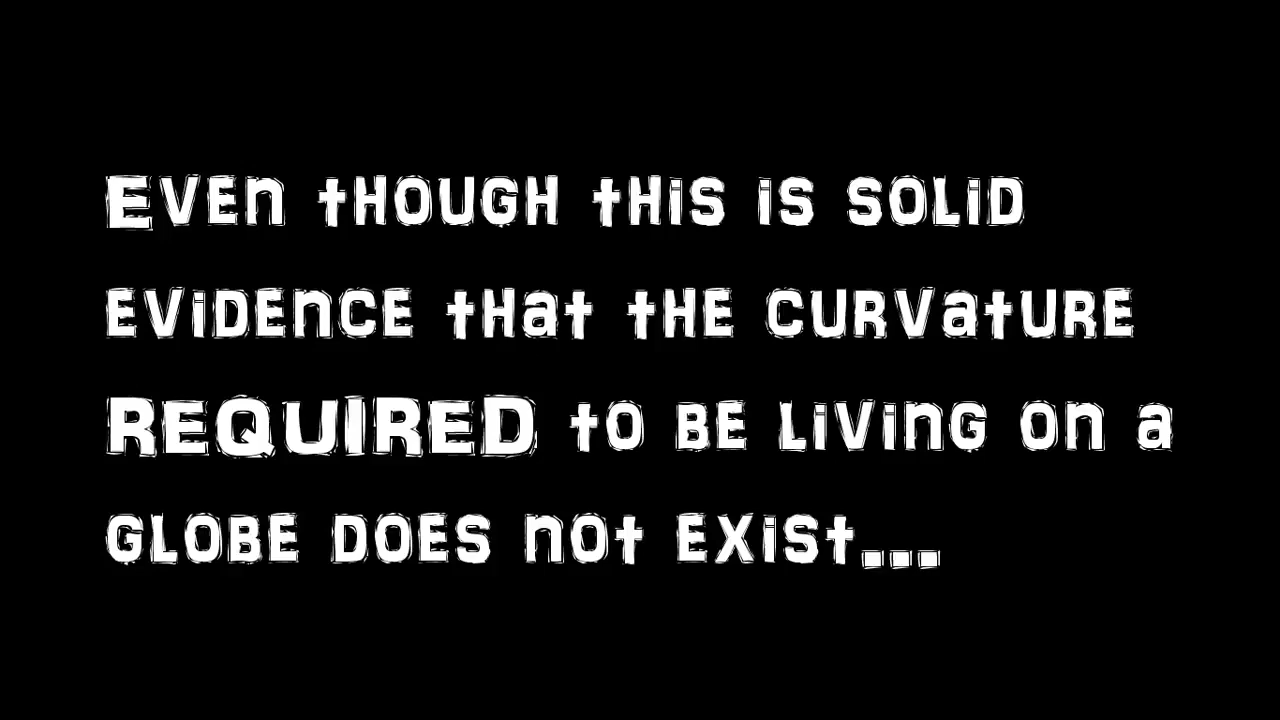 Even though this is solid
evidence that the curvature
REQUIRED to be living on a
globe does not exist...